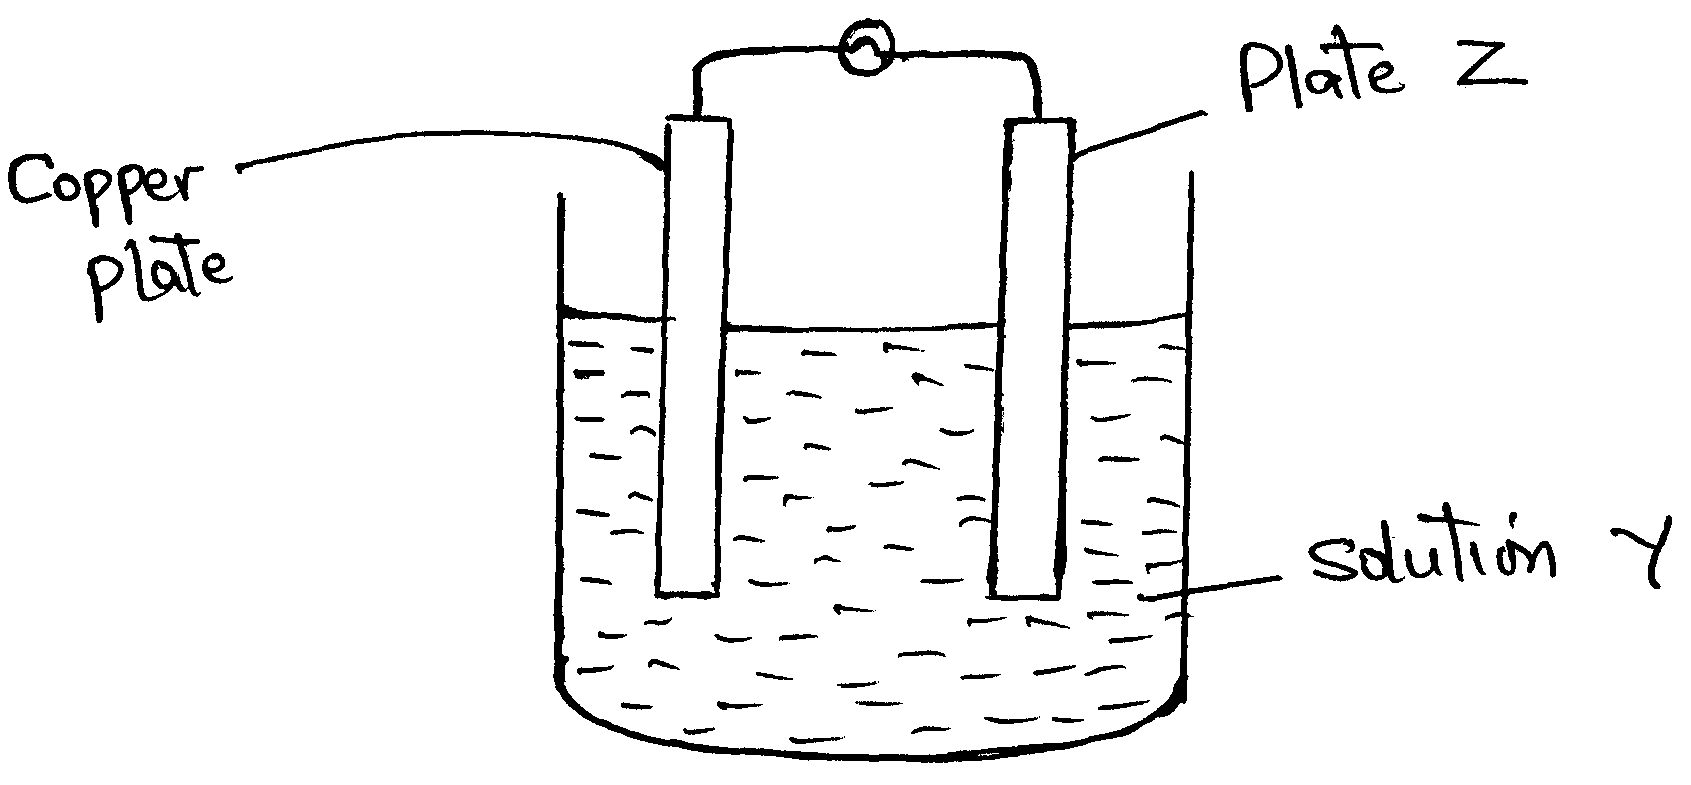 Plate Z
Copper
plate
Solution Y